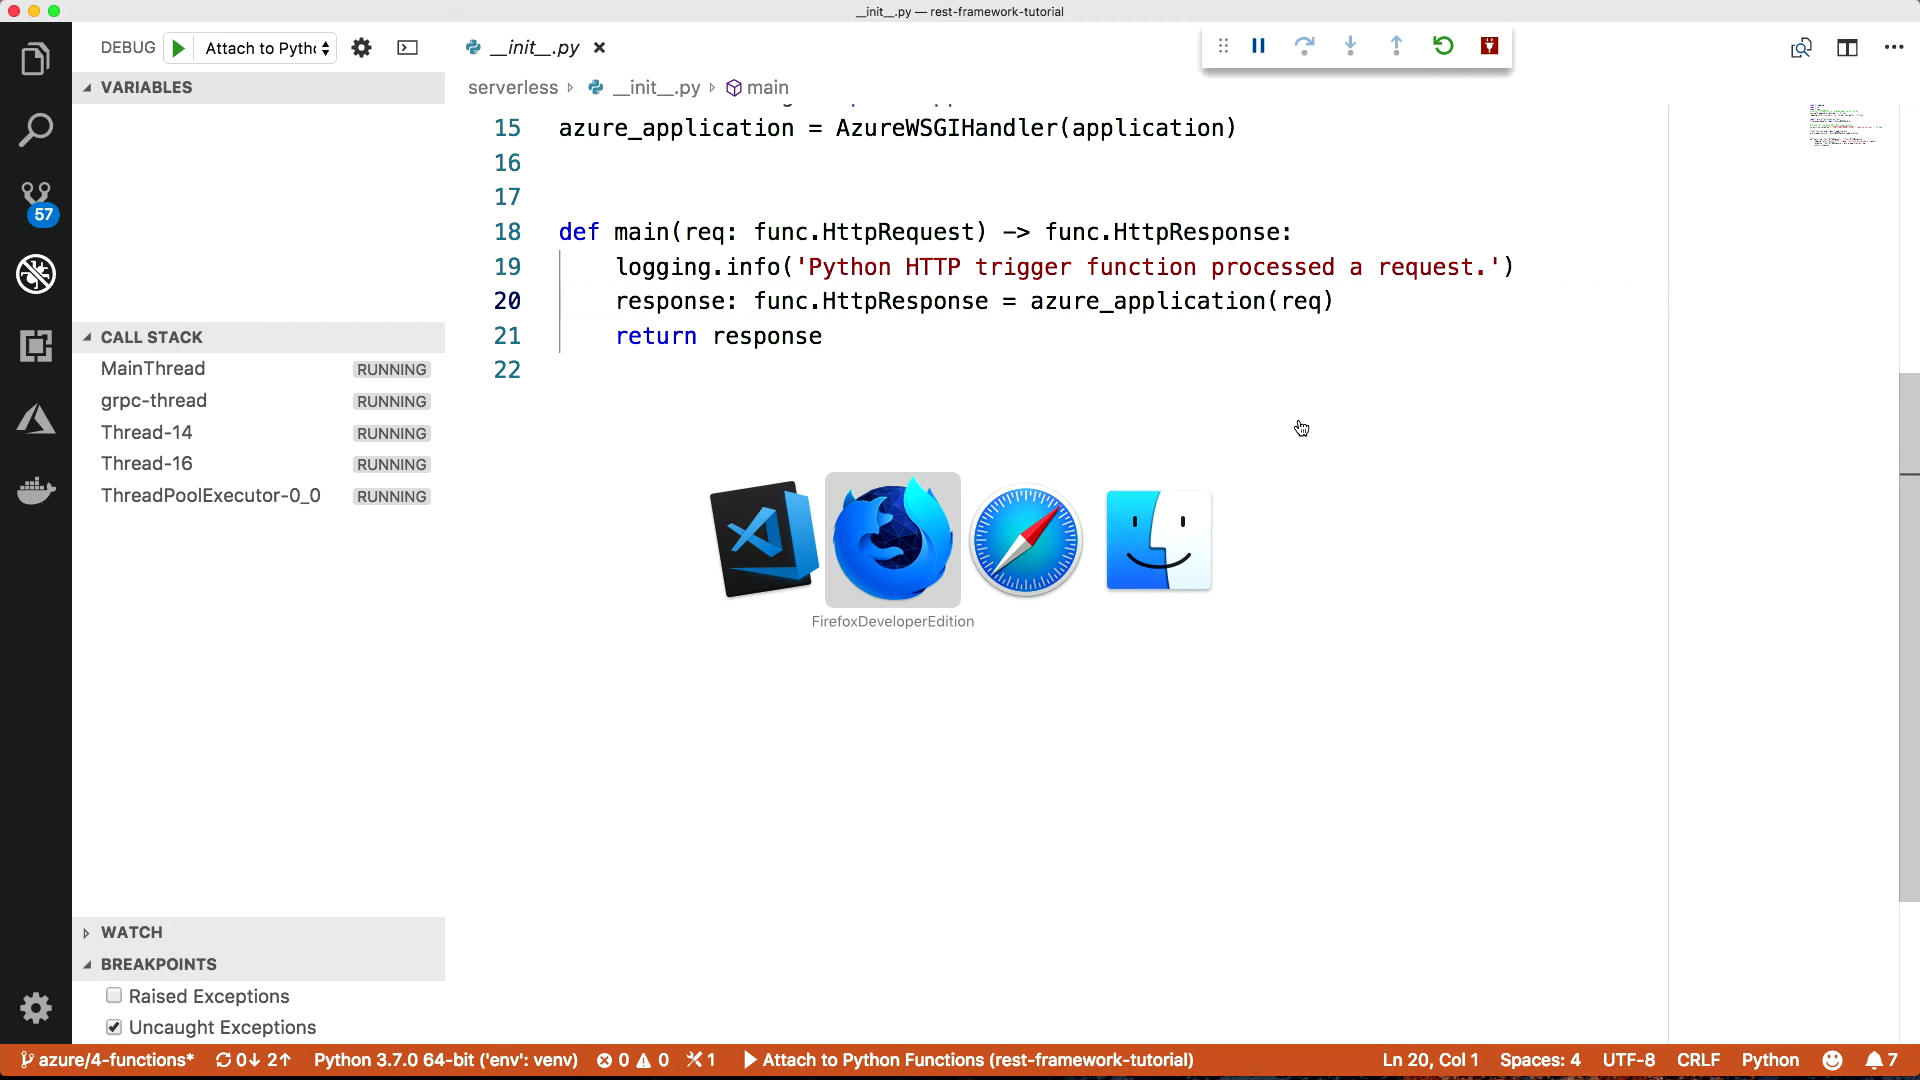 __init__.py — rest-framework-tutorial
DEBUG
Attach to Pytho
__init__.py
VARIABLES
serverless
__init__.py
main
15 azure_application = AzureWSGIHandler(application)
16
17
18 def main(req: func.HttpRequest) -> func.HttpResponse:
19 logging.info('Python HTTP trigger function processed a request.')
20 response: func.HttpResponse = azure_application(req)
21 return response
22
57
CALL STACK
MainThread RUNNING
grpc-thread RUNNING
Thread-14 RUNNING
Thread-16 RUNNING
ThreadPoolExecutor-0_0 RUNNING
FirefoxDeveloperEdition
WATCH
BREAKPOINTS
Raised Exceptions
Uncaught Exceptions
azure/4-functions* 0↓ 2↑ Python 3.7.0 64-bit ('env': venv) 0 0 1 Attach to Python Functions (rest-framework-tutorial) Ln 20, Col 1 Spaces: 4 UTF-8 CRLF Python 7